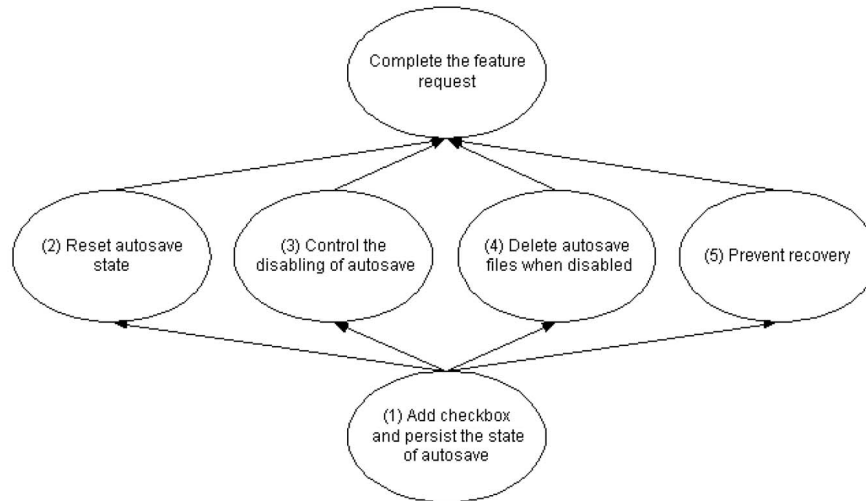 Complete the feature
request
(2) Reset autosave
state
(3) Control the
disabling of autosave
(4) Delete autosave
files when disabled
(5) Prevent recovery
(1) Add checkbox
and persist the state
of autosave